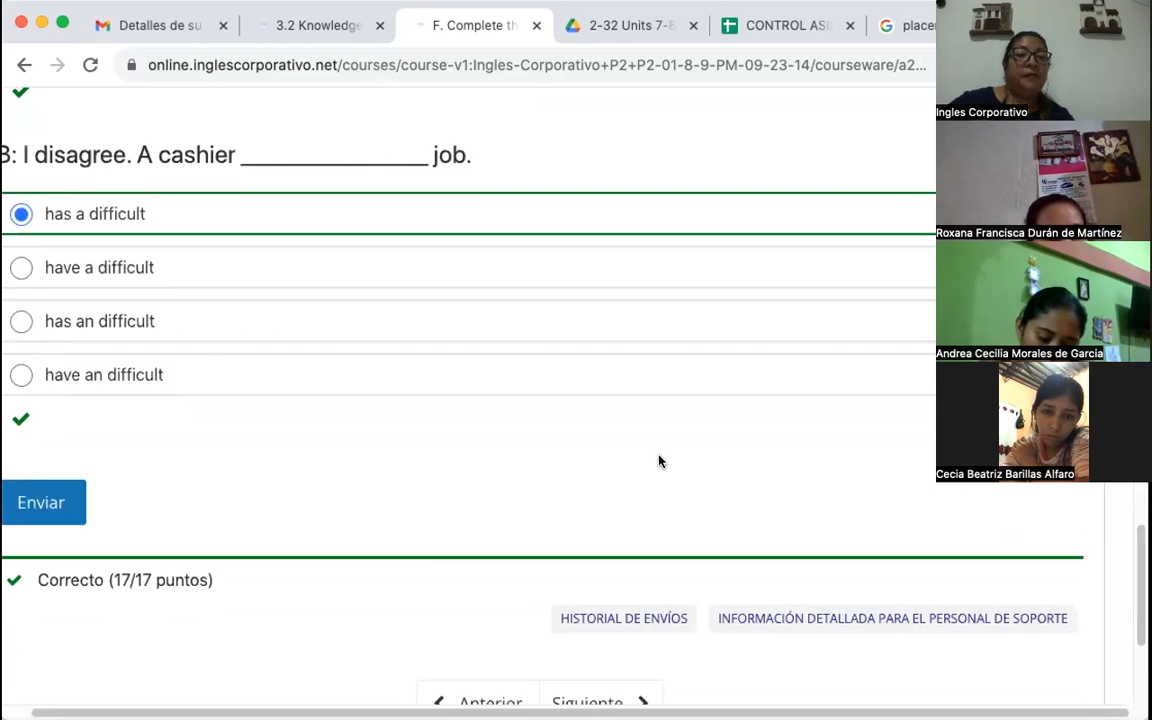 Detalles de su
3.2 Knowledge
F. Complete th
2-32 Units 7-8
CONTROL ASI
placer
online.inglescorporativo.net/courses/course-v1:Ingles-Corporativo+P2+P2-01-8-9-PM-09-23-14/courseware/a2...
B: I disagree. A cashier ________________ job.
has a difficult
have a difficult
has an difficult
have an difficult
Enviar
Correcto (17/17 puntos)
HISTORIAL DE ENVÍOS
INFORMACIÓN DETALLADA PARA EL PERSONAL DE SOPORTE
Anterior
Siguiente
Ingles Corporativo
Roxana Francisca Durán de Martínez
Andrea Cecilia Morales de Garcia
Cecia Beatriz Barillas Alfaro